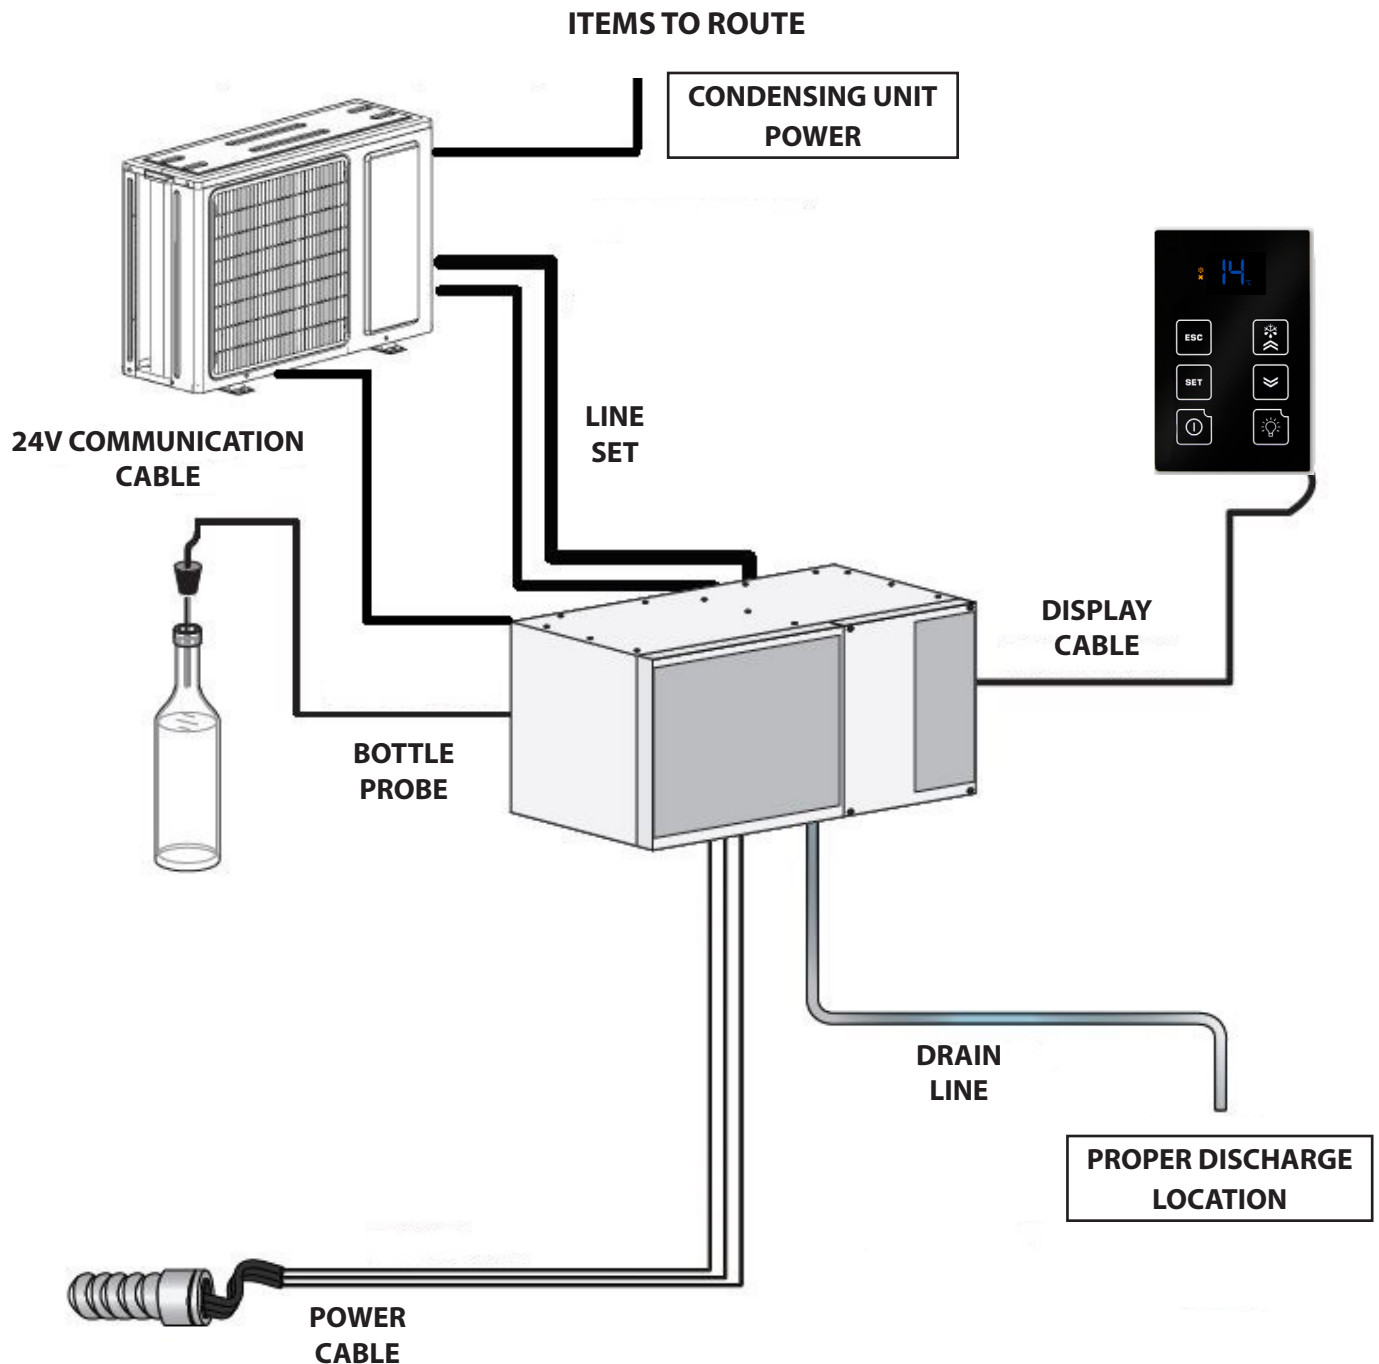 ITEMS TO ROUTE
CONDENSING UNIT
POWER
14
°C
ESC
SET
LINE
SET
24V COMMUNICATION
CABLE
DISPLAY
CABLE
BOTTLE
PROBE
DRAIN
LINE
PROPER DISCHARGE
LOCATION
POWER
CABLE